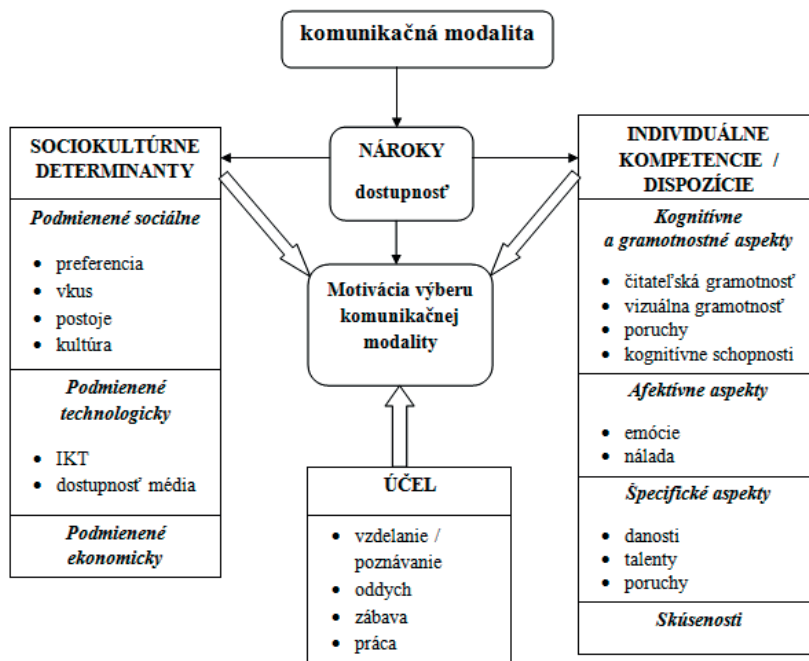 komunikačná modalita
SOCIOKULTÚRNE
DETERMINANTY
Podmienené sociálne
• preferencia
• vkus
• postoje
• kultúra
Podmienené
technologicky
• IKT
• dostupnosť média
Podmienené
ekonomicky
NÁROKY
dostupnosť
Motivácia výberu
komunikačnej
modality
ÚČEL
• vzdelanie /
poznávanie
• oddych
• zábava
• práca
INDIVIDUÁLNE
KOMPETENCIE /
DISPOZÍCIE
Kognitívne
a gramotnostné aspekty
• čitateľská gramotnosť
• vizuálna gramotnosť
• poruchy
• kognitívne schopnosti
Afektívne aspekty
• emócie
• nálada
Špecifické aspekty
• danosti
• talenty
• poruchy
Skúsenosti